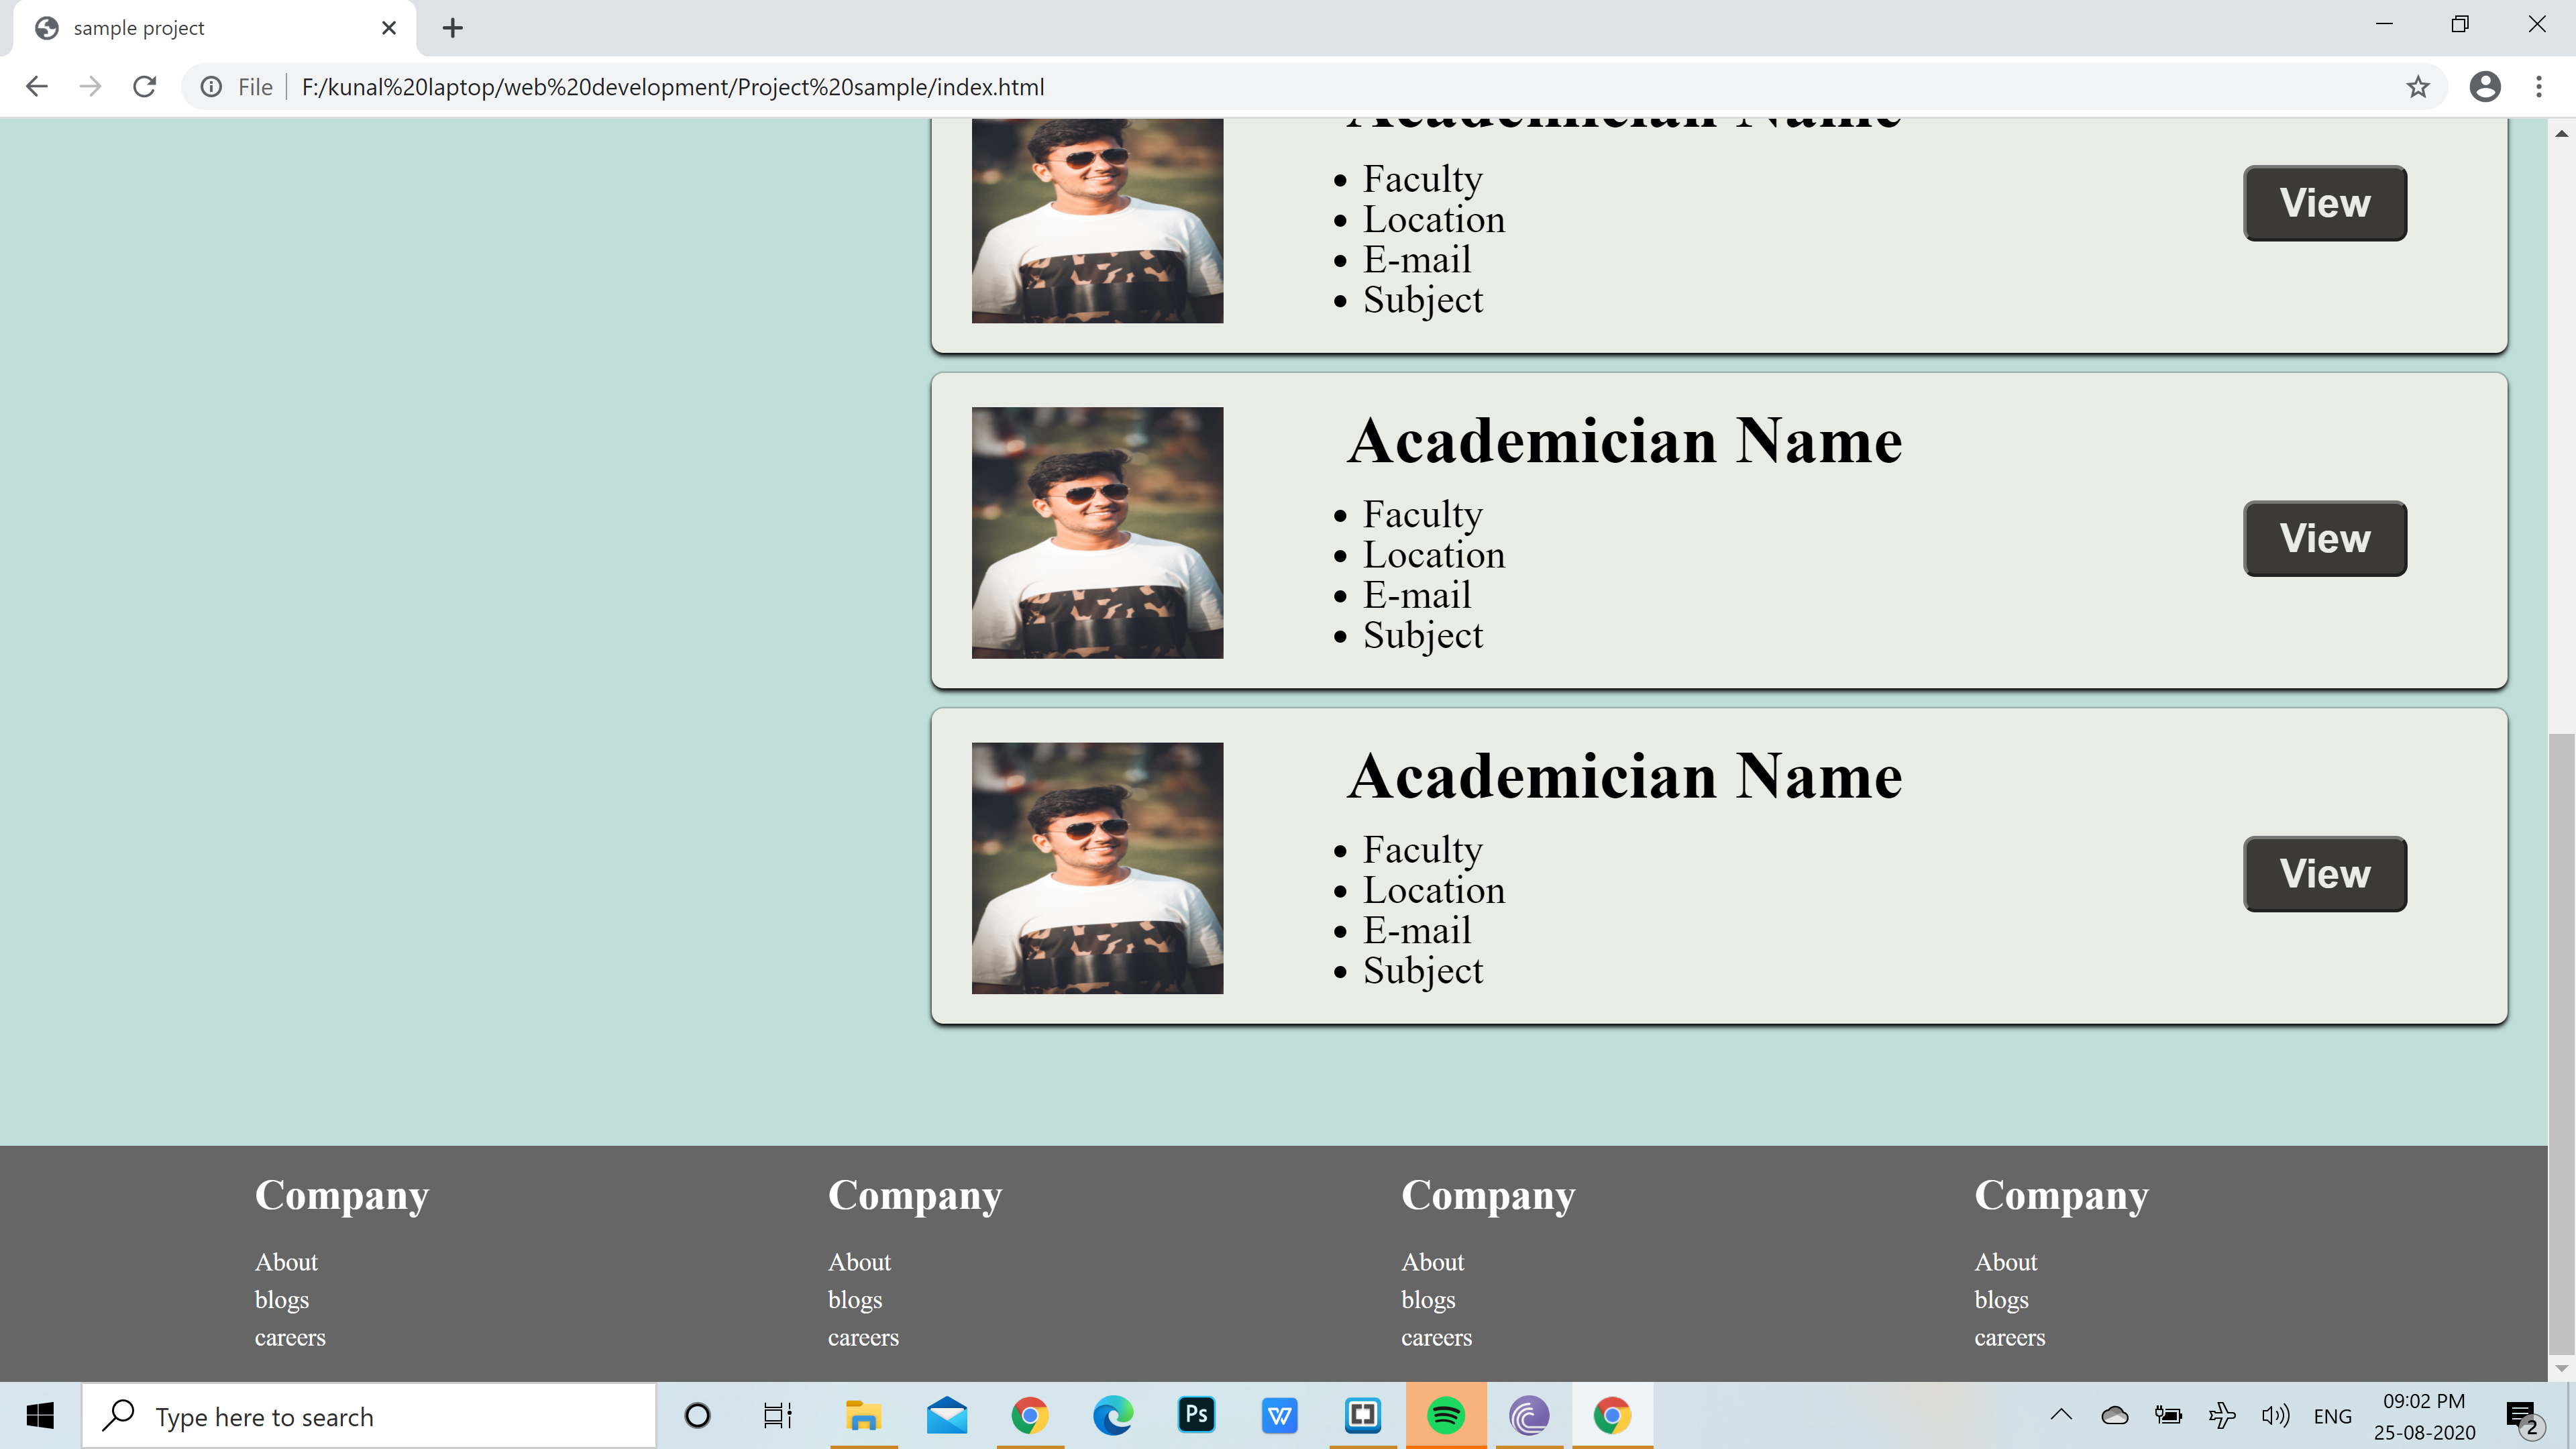 sample project
File F:/kunal%20laptop/web%20development/Project%20sample/index.html
Academician Name
Faculty
Location
E-mail
Subject
View
Academician Name
Faculty
Location
E-mail
Subject
View
Academician Name
Faculty
Location
E-mail
Subject
View
Company Company Company Company
About About About About
blogs blogs blogs blogs
careers careers careers careers
Type here to search
Ps
W
ENG
09:02 PM
25-08-2020
2